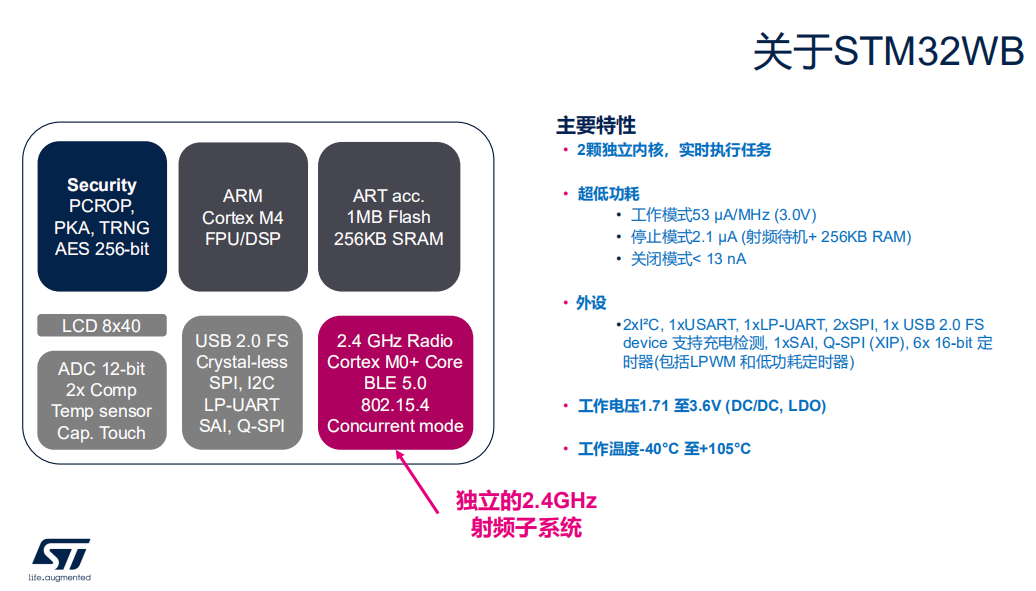 关于STM32WB
Security
PCROP,
PKA, TRNG
AES 256-bit
ARM
Cortex M4
FPU/DSP
ART acc.
1MB Flash
256KB SRAM
LCD 8x40
ADC 12-bit
2x Comp
Temp sensor
Cap. Touch
USB 2.0 FS
Crystal-less
SPI, I2C
LP-UART
SAI, Q-SPI
2.4 GHz Radio
Cortex M0+ Core
BLE 5.0
802.15.4
Concurrent mode
独立的2.4GHz
射频子系统
主要特性
• 2颗独立内核，实时执行任务
• 超低功耗
• 工作模式53 µA/MHz (3.0V)
• 停止模式2.1 µA (射频待机+ 256KB RAM)
• 关闭模式< 13 nA
• 外设
•2xI²C, 1xUSART, 1xLP-UART, 2xSPI, 1x USB 2.0 FS
device 支持充电检测, 1xSAI, Q-SPI (XIP), 6x 16-bit 定
时器(包括LPWM 和低功耗定时器)
• 工作电压1.71 至3.6V (DC/DC, LDO)
• 工作温度-40°C 至+105°C
ST
life.augmented